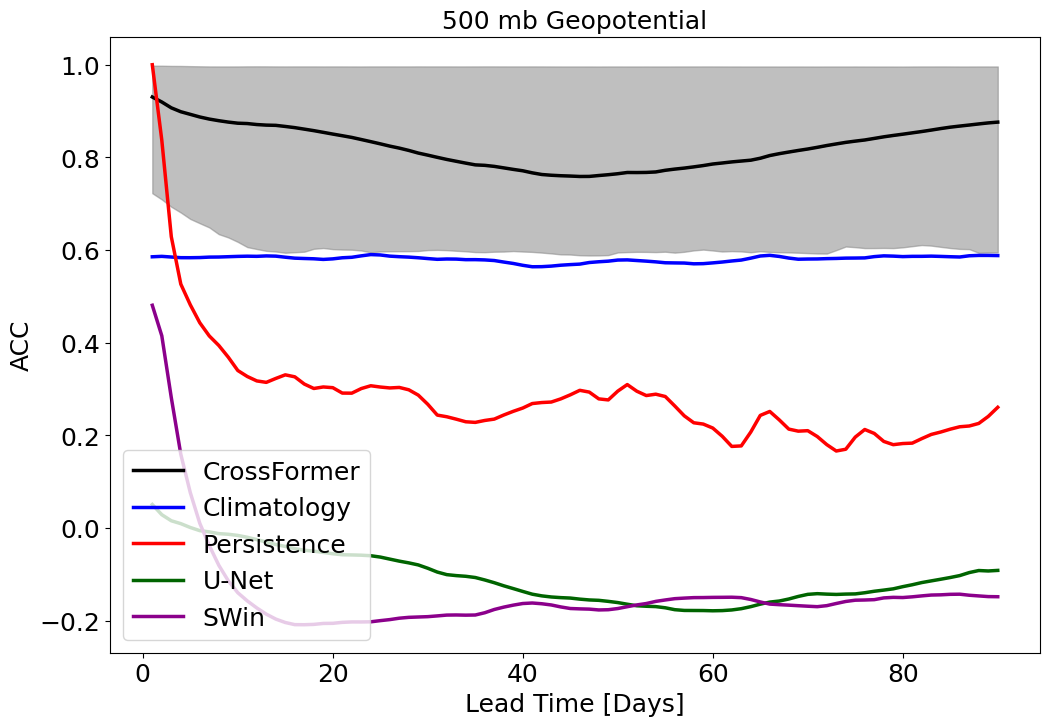 500 mb Geopotential
ACC
1.0
0.8
0.6
0.4
0.2
0.0
−0.2
CrossFormer
Climatology
Persistence
U-Net
SWin
0 20 40 60 80
Lead Time [Days]